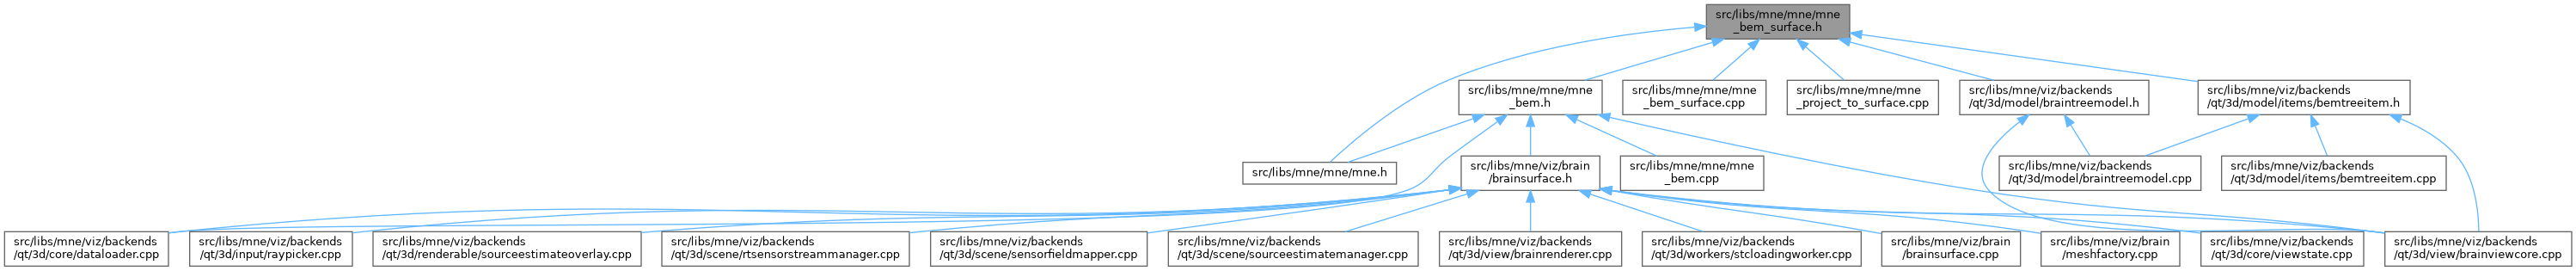 src/libs/mne/mne/mne
_bem_surface.h
src/libs/mne/mne/mne
_bem.h
src/libs/mne/mne/mne
_bem_surface.cpp
src/libs/mne/mne/mne
_project_to_surface.cpp
src/libs/mne/viz/backends
/qt/3d/model/braintreemodel.h
src/libs/mne/viz/backends
/qt/3d/model/items/bemtreeitem.h
src/libs/mne/mne/mne.h
src/libs/mne/viz/brain
/brainsurface.h
src/libs/mne/mne/mne
_bem.cpp
src/libs/mne/viz/backends
/qt/3d/model/braintreemodel.cpp
src/libs/mne/viz/backends
/qt/3d/model/items/bemtreeitem.cpp
src/libs/mne/viz/backends
/qt/3d/core/dataloader.cpp
src/libs/mne/viz/backends
/qt/3d/input/raypicker.cpp
src/libs/mne/viz/backends
/qt/3d/renderable/sourceestimateoverlay.cpp
src/libs/mne/viz/backends
/qt/3d/scene/rtsensorstreammanager.cpp
src/libs/mne/viz/backends
/qt/3d/scene/sensorfieldmapper.cpp
src/libs/mne/viz/backends
/qt/3d/scene/sourceestimatemanager.cpp
src/libs/mne/viz/backends
/qt/3d/view/brainrenderer.cpp
src/libs/mne/viz/backends
/qt/3d/workers/stcloadingworker.cpp
src/libs/mne/viz/brain
/brainsurface.cpp
src/libs/mne/viz/brain
/meshfactory.cpp
src/libs/mne/viz/backends
/qt/3d/core/viewstate.cpp
src/libs/mne/viz/backends
/qt/3d/view/brainviewcore.cpp